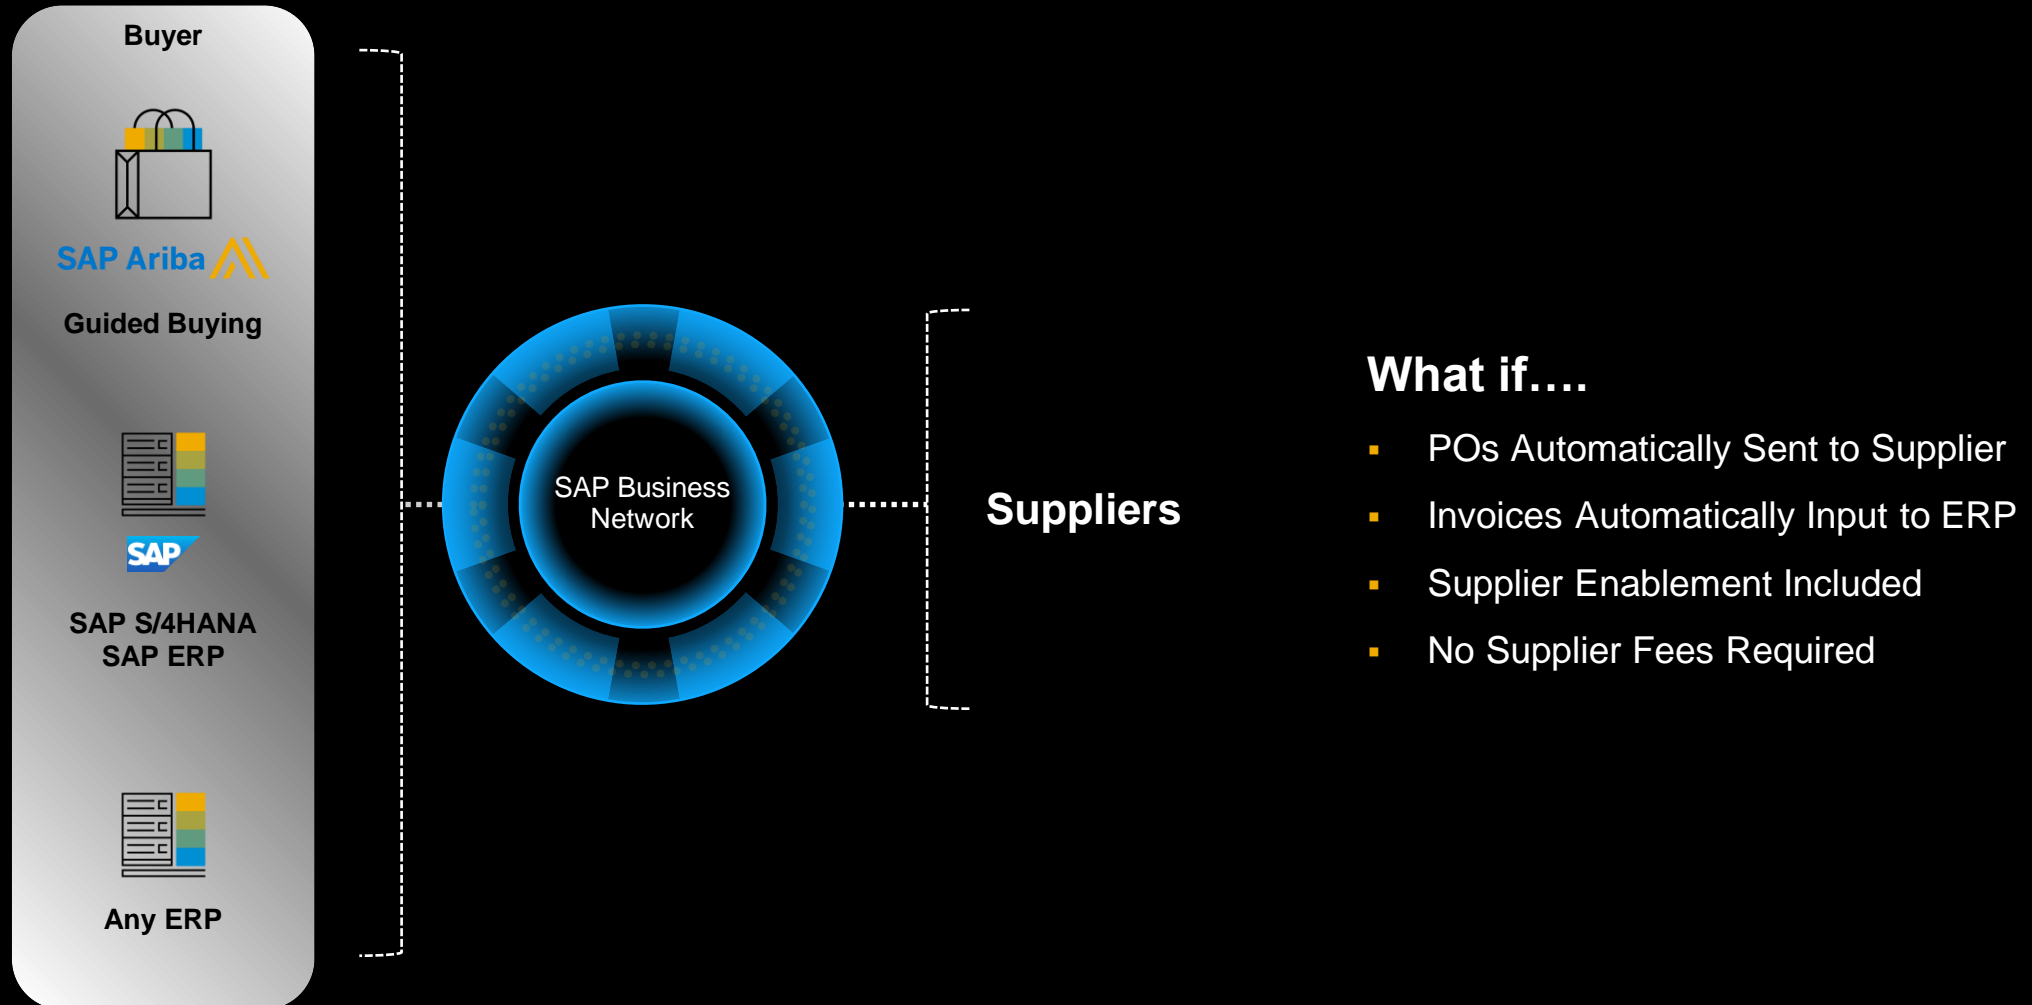 Buyer
SAP Ariba
Guided Buying
SAP
SAP S/4HANA
SAP ERP
Any ERP
SAP Business
Network
Suppliers
What if....
▪ POs Automatically Sent to Supplier
▪ Invoices Automatically Input to ERP
▪ Supplier Enablement Included
▪ No Supplier Fees Required